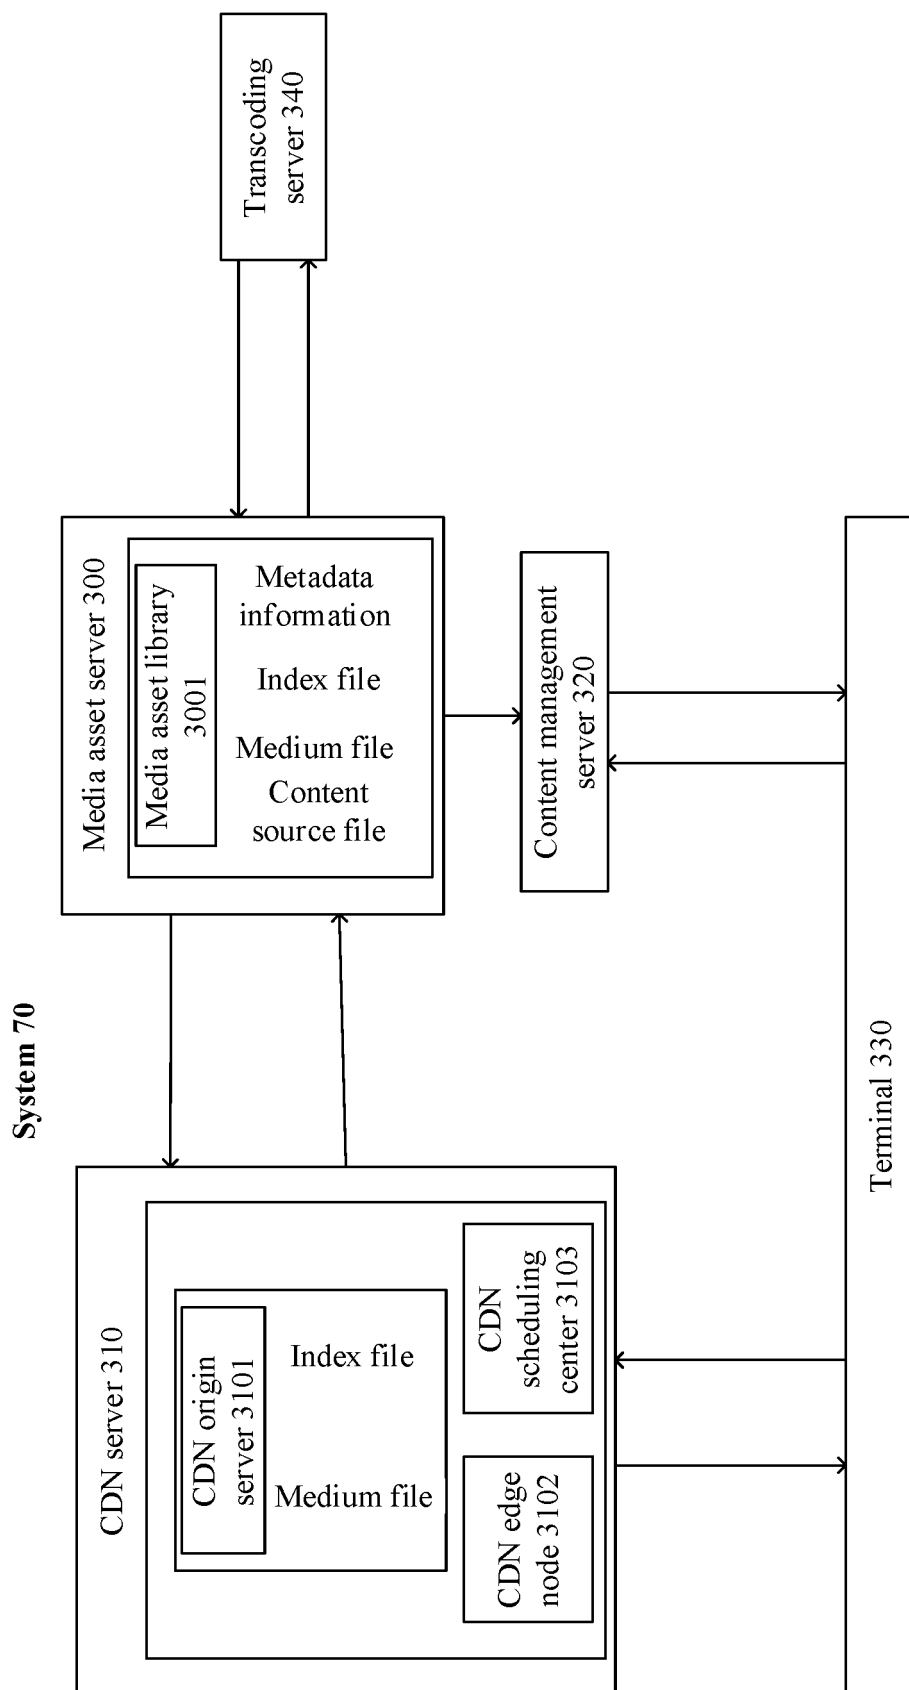 System 70
CDN server 310
CDN origin
server 3101
Medium file
Index file
CDN edge
node 3102
CDN
scheduling
center 3103
Media asset server 300
Media asset library
3001
Content
source file
Medium file
Index file
Metadata
information
Transcoding
server 340
Content management
server 320
Terminal 330